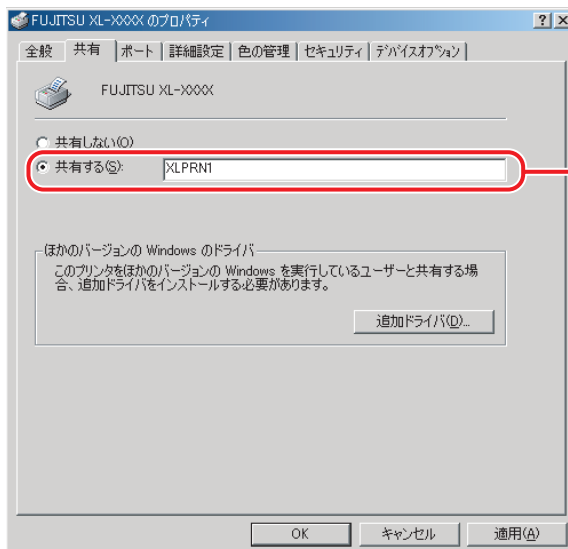 FUJITSU XL-XXXX のプロパティ
全般 共有 ポート 詳細設定 色の管理 セキュリティ デバイスオプション
FUJITSU XL-XXXX
共有しない(O)
共有する(S): XLPRN1
ほかのバージョンの Windows のドライバ
このプリンタをほかのバージョンの Windows を実行しているユーザーと共有する場
合、追加ドライバをインストールする必要があります。
追加ドライバ(D)...
OK キャンセル 適用(A)